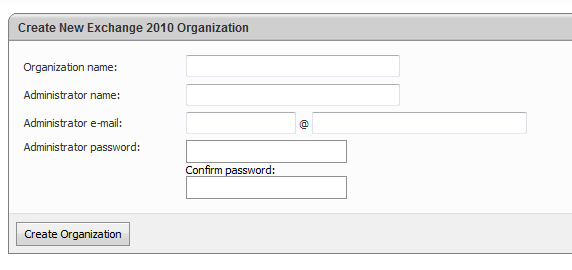 Create New Exchange 2010 Organization
Organization name:
Administrator name:
Administrator e-mail: @
Administrator password:
Confirm password:
Create Organization